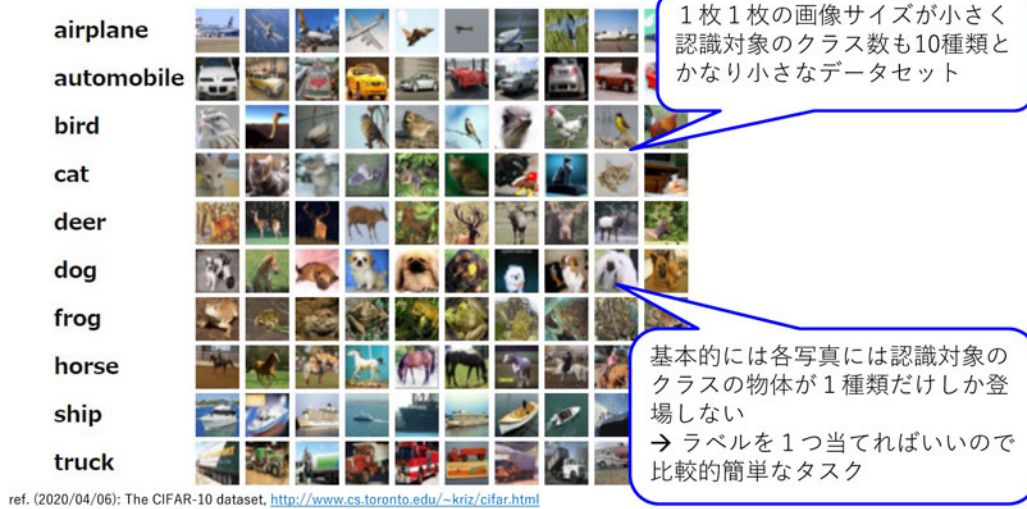 airplane
automobile
bird
cat
deer
dog
frog
horse
ship
truck
1枚1枚の画像サイズが小さく
認識対象のクラス数も10種類と
かなり小さなデータセット
基本的には各写真には認識対象の
クラスの物体が1種類だけしか登
場しない
→ ラベルを1つ当てればいいので
比較的簡単なタスク
ref. (2020/04/06): The CIFAR-10 dataset, http://www.cs.toronto.edu/~kriz/cifar.html